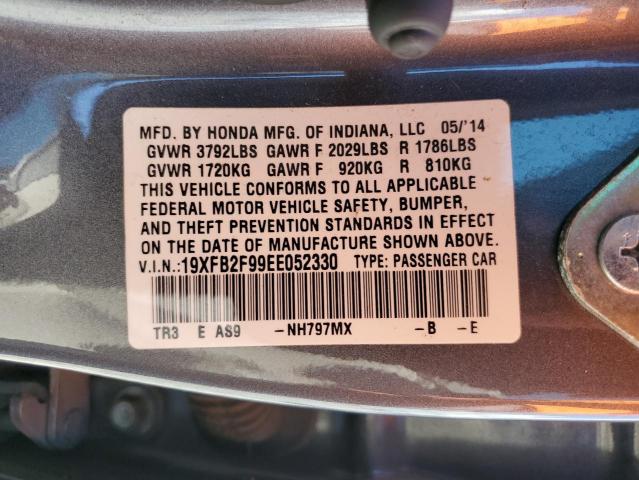 MFD. BY HONDA MFG. OF INDIANA, LLC 05/'14
GVWR 3792LBS GAWR F 2029LBS R 1786LBS
GVWR 1720KG GAWR F 920KG R 810KG
THIS VEHICLE CONFORMS TO ALL APPLICABLE
FEDERAL MOTOR VEHICLE SAFETY, BUMPER,
AND THEFT PREVENTION STANDARDS IN EFFECT
ON THE DATE OF MANUFACTURE SHOWN ABOVE.
V.I.N.:19XFB2F99EE052330 TYPE: PASSENGER CAR
TR3 E AS9 -NH797MX -B -E